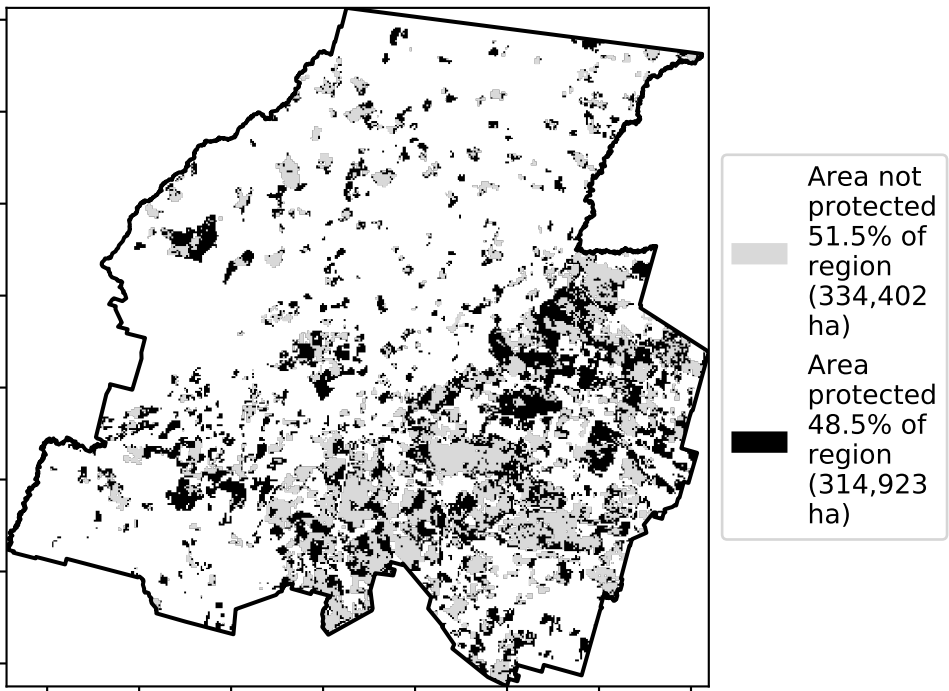 Area not
protected
51.5% of
region
(334,402
ha)
Area
protected
48.5% of
region
(314,923
ha)